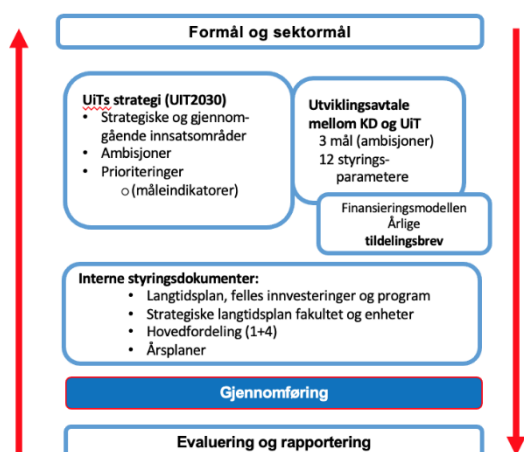 Formål og sektormål
UiTs strategi (UIT2030)
• Strategiske og gjennom-
gående innsatsområder
• Ambisjoner
• Prioriteringer
o (måleindikatorer)
Utviklingsavtale
mellom KD og UiT
3 mål (ambisjoner)
12 styrings-
parametere
Finansieringsmodellen
Årlige
tildelingsbrev
Interne styringsdokumenter:
• Langtidsplan, felles innvesteringer og program
• Strategiske langtidsplan fakultet og enheter
• Hovedfordeling (1+4)
• Årsplaner
Gjennomføring
Evaluering og rapportering